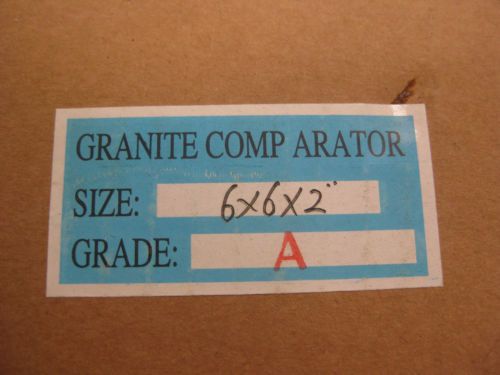 GRANITE COMP ARATOR
SIZE: 6x6x2"
GRADE: A